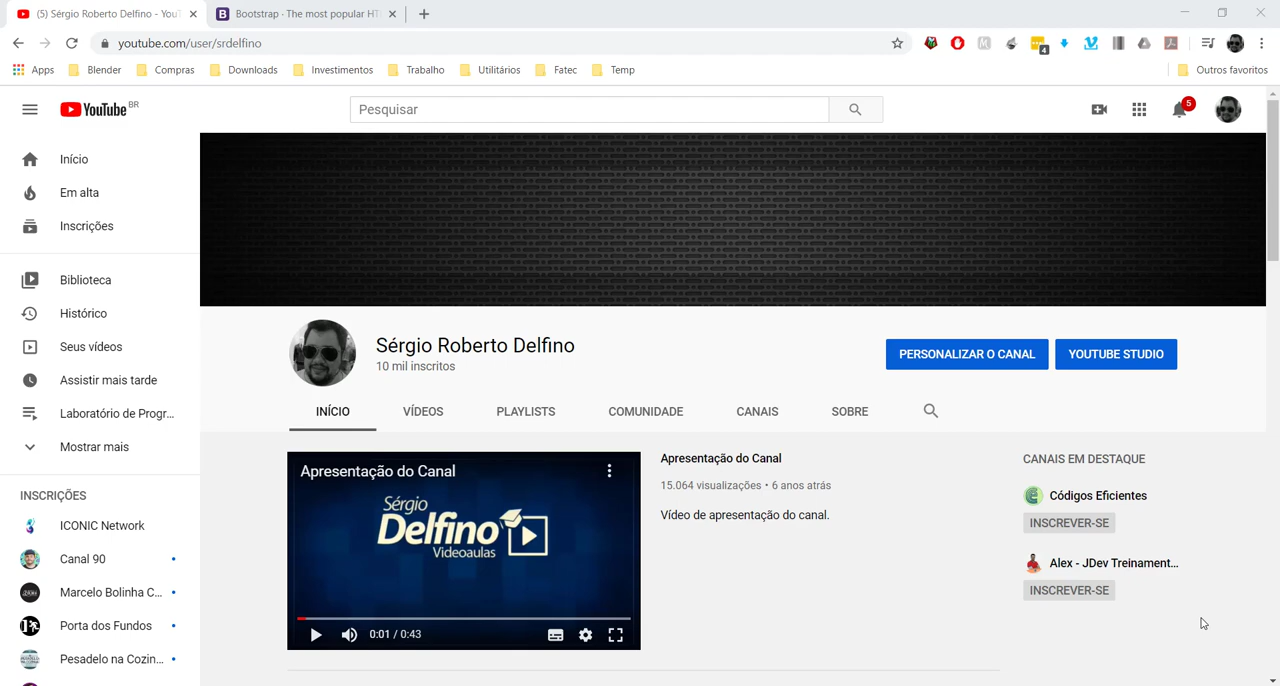 (5) Sérgio Roberto Delfino - YouT
Bootstrap · The most popular HT
youtube.com/user/srdelfino
4
Apps
Blender
Compras
Downloads
Investimentos
Trabalho
Utilitários
Fatec
Temp
Outros favoritos
YouTube BR
Pesquisar
5
Início
Em alta
Inscrições
Biblioteca
Histórico
Seus vídeos
Assistir mais tarde
Laboratório de Progr...
Mostrar mais
INSCRIÇÕES
ICONIC Network
Canal 90
Marcelo Bolinha C...
Porta dos Fundos
Pesadelo na Cozin...
Sérgio Roberto Delfino
10 mil inscritos
PERSONALIZAR O CANAL
YOUTUBE STUDIO
INÍCIO
VÍDEOS
PLAYLISTS
COMUNIDADE
CANAIS
SOBRE
Apresentação do Canal
Sérgio
Delfino
Videoaulas
0:01 / 0:43
Apresentação do Canal
15.064 visualizações • 6 anos atrás
Vídeo de apresentação do canal.
CANAIS EM DESTAQUE
Códigos Eficientes
INSCREVER-SE
Alex - JDev Treinament...
INSCREVER-SE